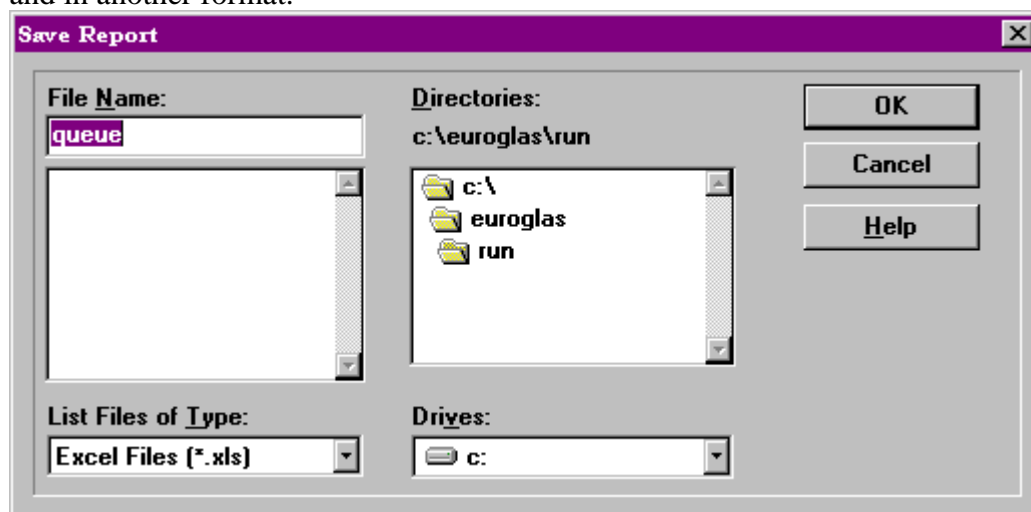 and in another format.
Save Report
File Name:
queue
Directories:
c:\euroglas\run
c:\
euroglas
run
OK
Cancel
Help
List Files of Type:
Excel Files (*.xls)
Drives:
c: